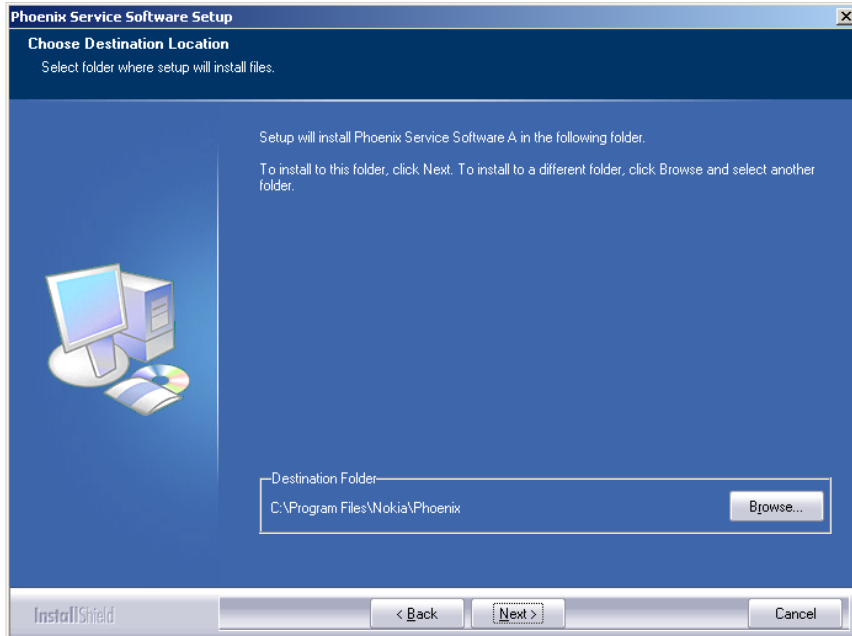 Phoenix Service Software Setup
Choose Destination Location
Select folder where setup will install files.
Setup will install Phoenix Service Software A in the following folder.
To install to this folder, click Next. To install to a different folder, click Browse and select another
folder.
Destination Folder
C:\Program Files\Nokia\Phoenix
Browse...
InstallShield
< Back
Next >
Cancel